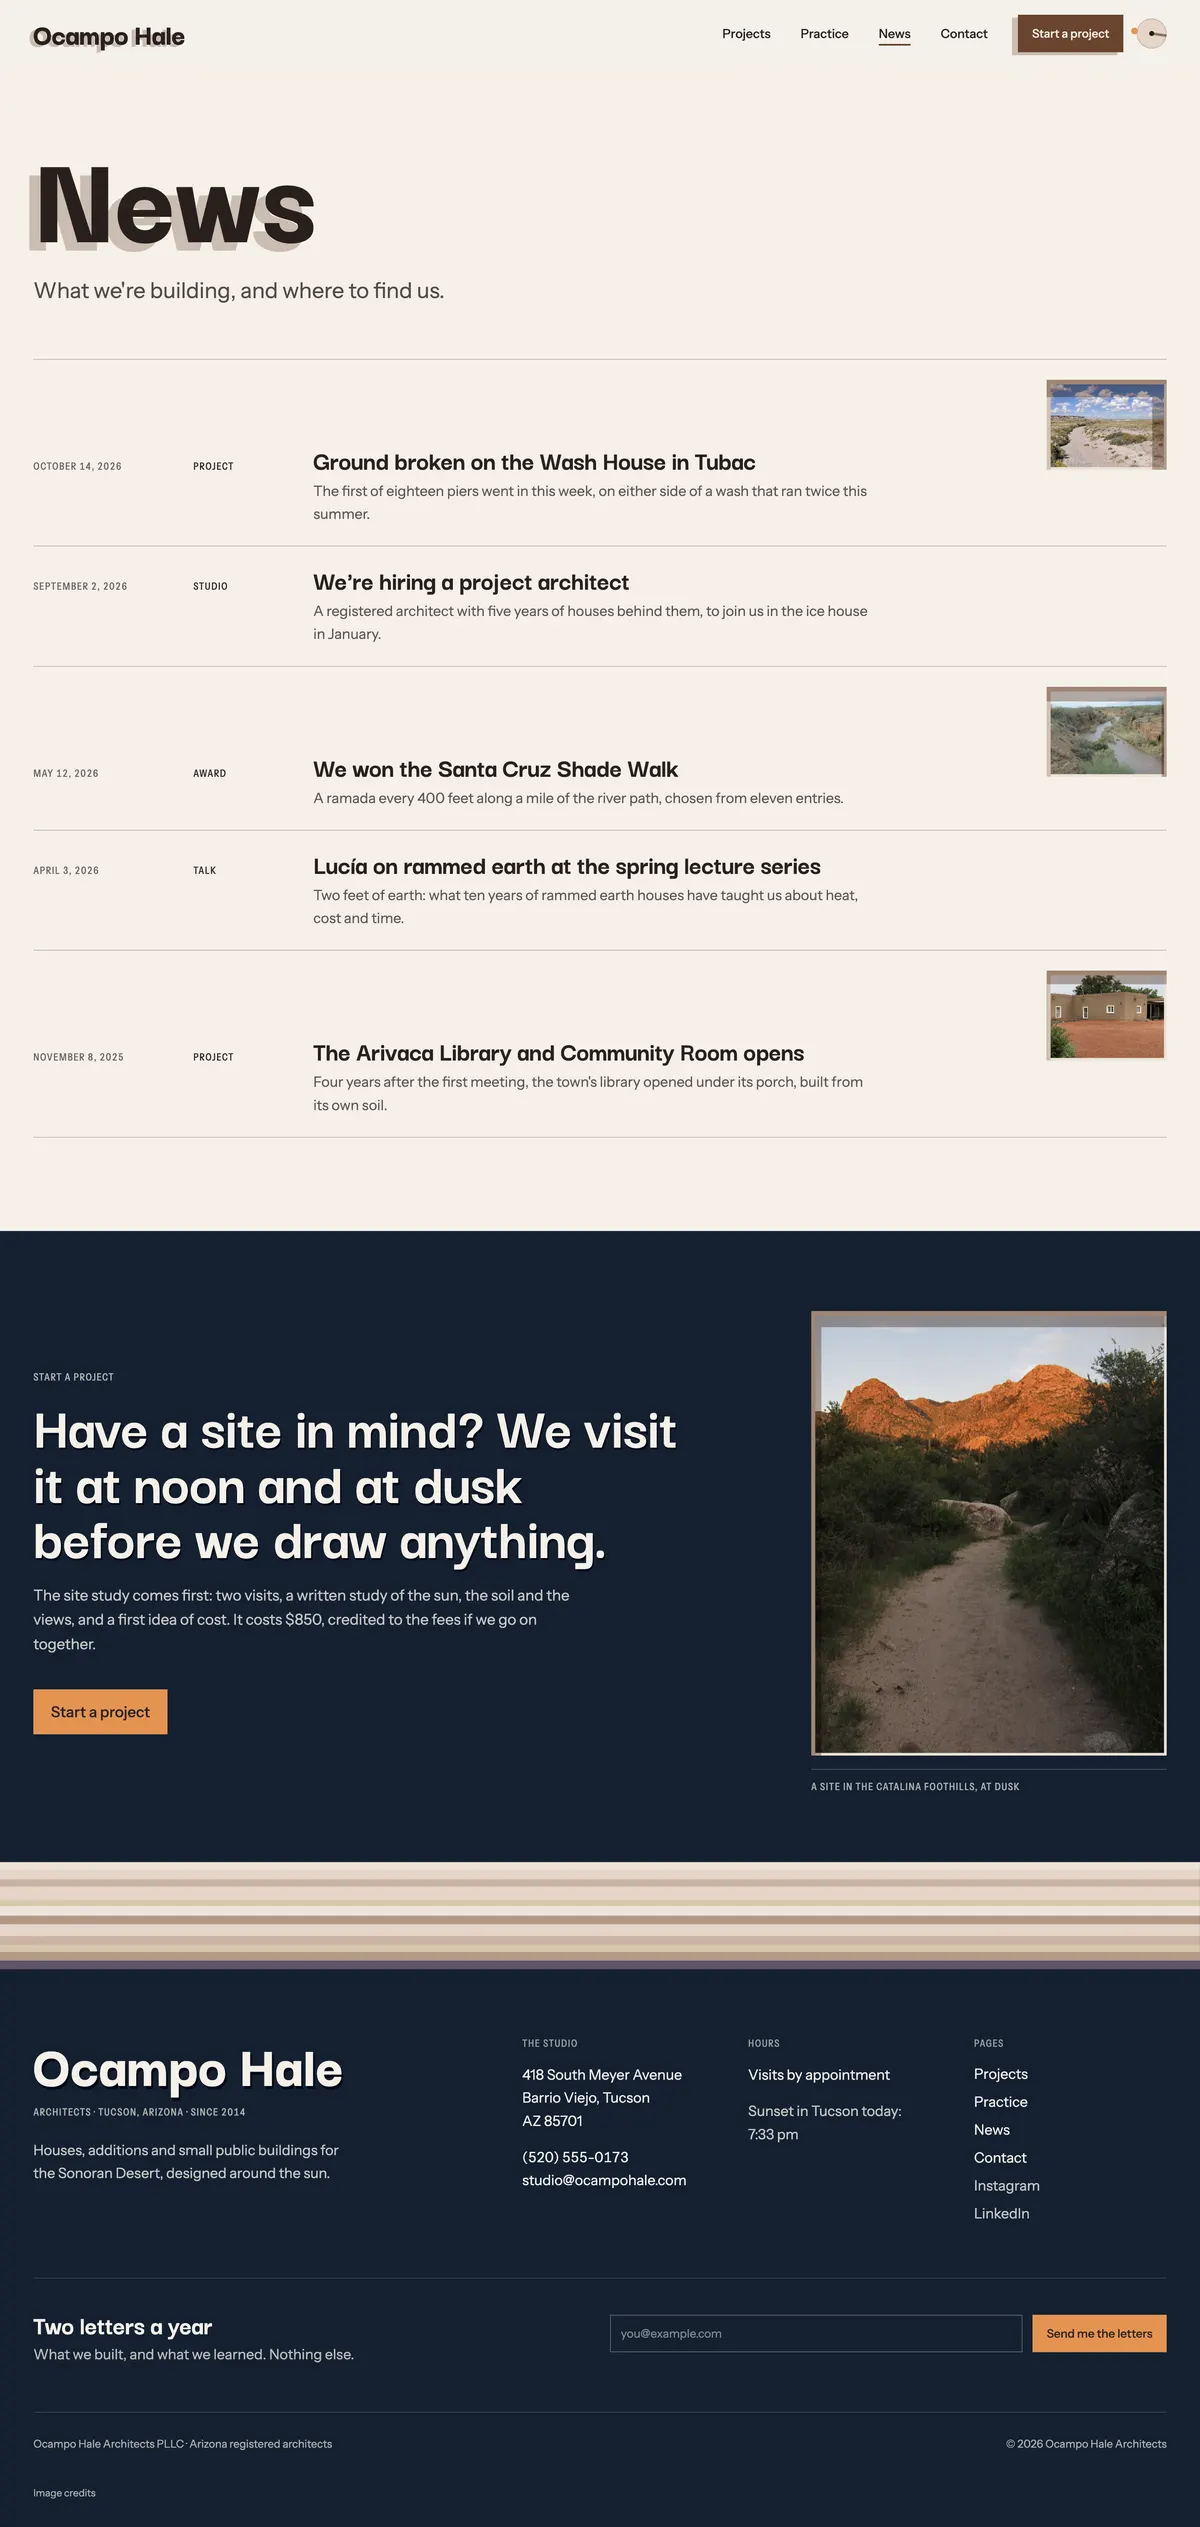 Ocampo Hale
Projects
Practice
News
Contact
Start a project
News
What we're building, and where to find us.
OCTOBER 14, 2026
PROJECT
Ground broken on the Wash House in Tubac
The first of eighteen piers went in this week, on either side of a wash that ran twice this
summer.
SEPTEMBER 2, 2026
STUDIO
We’re hiring a project architect
A registered architect with five years of houses behind them, to join us in the ice house
in January.
MAY 12, 2026
AWARD
We won the Santa Cruz Shade Walk
A ramada every 400 feet along a mile of the river path, chosen from eleven entries.
APRIL 3, 2026
TALK
Lucía on rammed earth at the spring lecture series
Two feet of earth: what ten years of rammed earth houses have taught us about heat,
cost and time.
NOVEMBER 8, 2025
PROJECT
The Arivaca Library and Community Room opens
Four years after the first meeting, the town's library opened under its porch, built from
its own soil.
START A PROJECT
Have a site in mind? We visit
it at noon and at dusk
before we draw anything.
The site study comes first: two visits, a written study of the sun, the soil and the
views, and a first idea of cost. It costs $850, credited to the fees if we go on
together.
Start a project
A SITE IN THE CATALINA FOOTHILLS, AT DUSK
Ocampo Hale
ARCHITECTS · TUCSON, ARIZONA · SINCE 2014
Houses, additions and small public buildings for
the Sonoran Desert, designed around the sun.
THE STUDIO
418 South Meyer Avenue
Barrio Viejo, Tucson
AZ 85701
(520) 555-0173
studio@ocampohale.com
HOURS
Visits by appointment
Sunset in Tucson today:
7:33 pm
PAGES
Projects
Practice
News
Contact
Instagram
LinkedIn
Two letters a year
What we built, and what we learned. Nothing else.
you@example.com
Send me the letters
Ocampo Hale Architects PLLC · Arizona registered architects
© 2026 Ocampo Hale Architects
Image credits